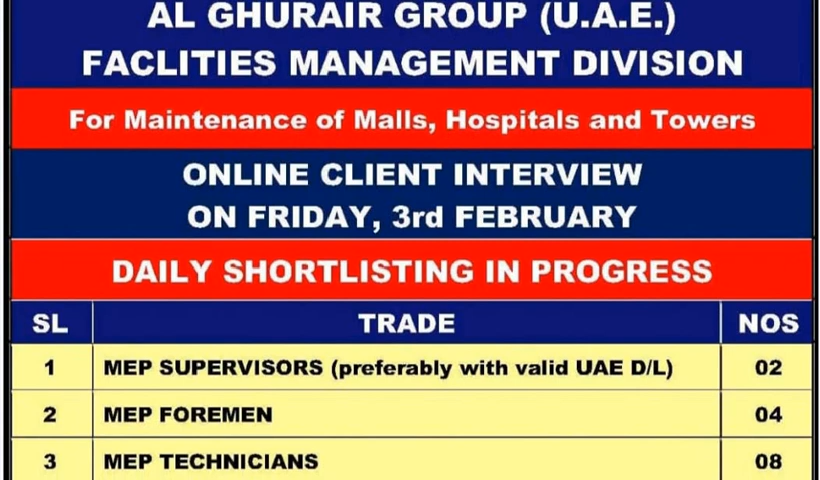 AL GHURAIR GROUP (U.A.E.)
FACLITIES MANAGEMENT DIVISION
For Maintenance of Malls, Hospitals and Towers
ONLINE CLIENT INTERVIEW
ON FRIDAY, 3rd FEBRUARY
DAILY SHORTLISTING IN PROGRESS
SL TRADE NOS
1 MEP SUPERVISORS (preferably with valid UAE D/L) 02
2 MEP FOREMEN 04
3 MEP TECHNICIANS 08